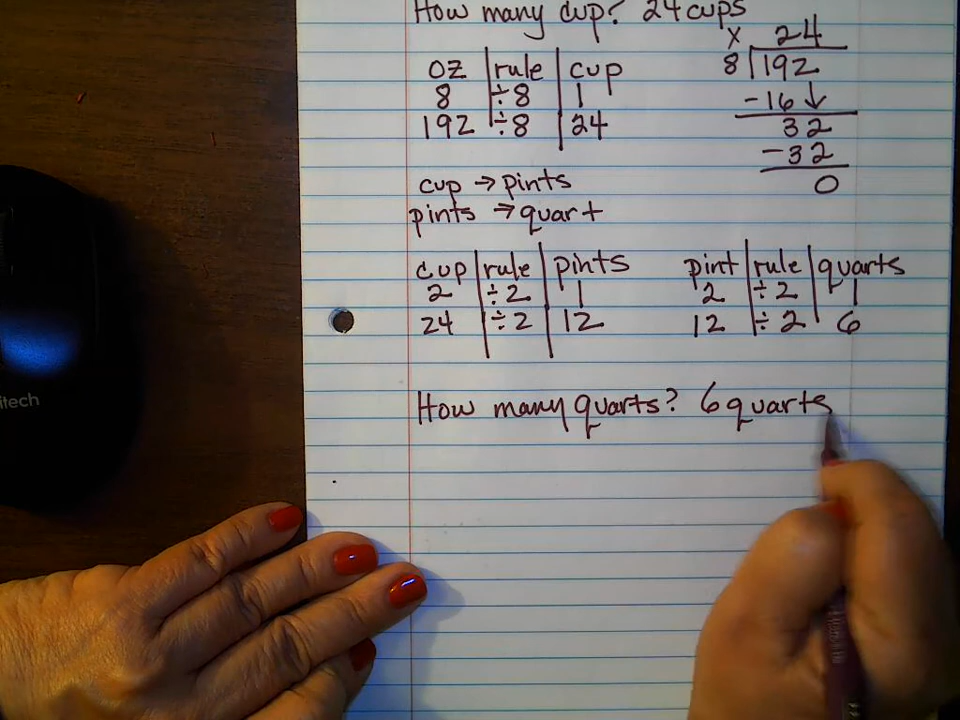 How many cup? 24 cups
x 24
8 192
-16↓
32
-32
0
oz rule cup
8 ÷8 1
192 ÷8 24
cup → pints
pints → quart
cup rule pints
2 ÷2 1
24 ÷2 12
pint rule quarts
2 ÷2 1
12 ÷2 6
How many quarts? 6 quarts
itech